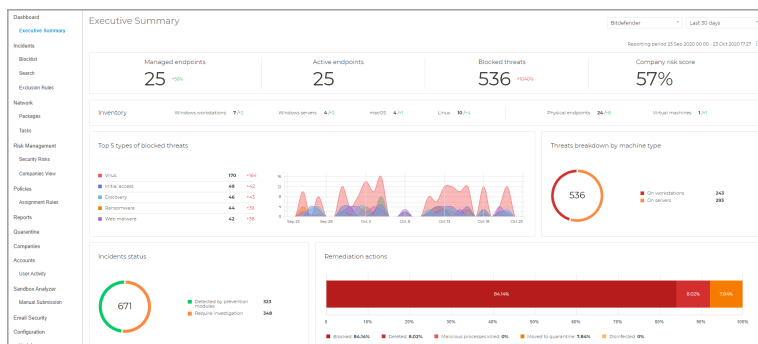 Dashboard
Executive Summary
Incidents
Blocklist
Search
Exclusion Rules
Network
Packages
Tasks
Risk Management
Security Risks
Companies View
Policies
Assignment Rules
Reports
Quarantine
Companies
Accounts
User Activity
Sandbox Analyzer
Manual Submission
Email Security
Configuration
Executive Summary
Bitdefender
Last 30 days
Reporting period 23 Sep 2020 00:00 - 23 Oct 2020 17:27
Managed endpoints
25
Active endpoints
25
Blocked threats
536 +1040%
Company risk score
57%
Inventory
Windows workstations 7
Windows servers 4
macOS 4
Linux 10
Physical endpoints 24
Virtual machines 1
Top 5 types of blocked threats
Virus 170 +164
Initial access 48 +42
Discovery 46 +43
Ransomware 44
Web malware 42 +38
16
12
8
4
0
Oct 13
Threats breakdown by machine type
536
On workstations 243
On servers 293
Incidents status
671
Detected by prevention modules 323
Require investigation 348
Remediation actions
84.14%
8.02%
7.84%
0 10% 20% 30% 40% 50% 60% 70% 80% 90% 100%
Blocked: 84.14% Deleted: 8.02% Malicious processes killed: 0% Moved to quarantine: 7.84% Disinfected: 0%